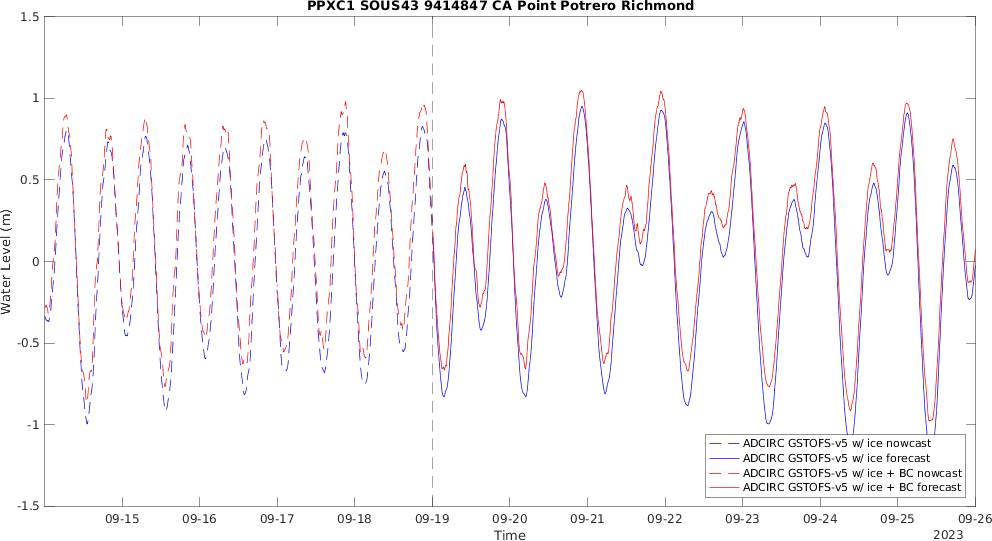 PPXC1 SOUS43 9414847 CA Point Potrero Richmond
1.5
1
0.5
0
-0.5
-1
-1.5
Water Level (m)
ADCIRC GSTOFS-v5 w/ ice nowcast
ADCIRC GSTOFS-v5 w/ ice forecast
ADCIRC GSTOFS-v5 w/ ice + BC nowcast
ADCIRC GSTOFS-v5 w/ ice + BC forecast
09-15 09-16 09-17 09-18 09-19 09-20 09-21 09-22 09-23 09-24 09-25 09-26
Time 2023